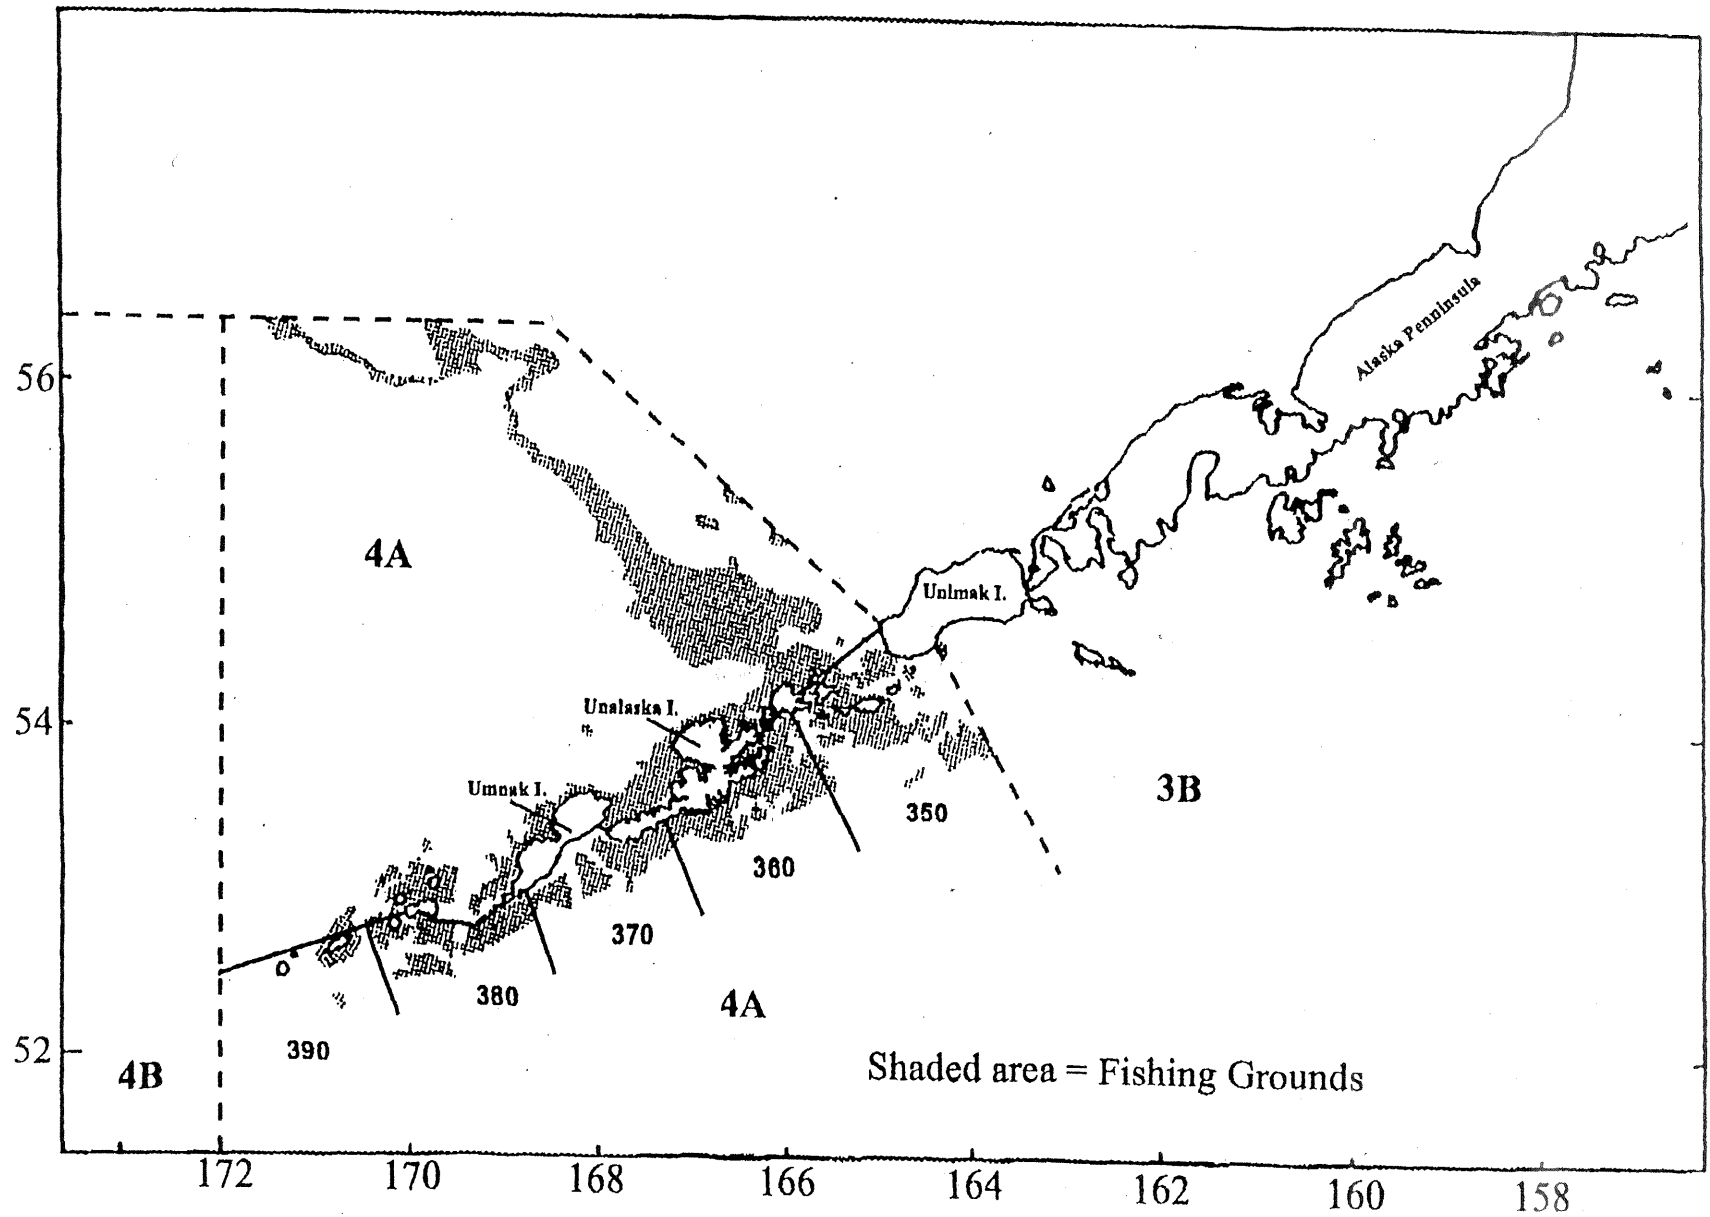 Alaska Penninsula
56
4A
Unimak I.
Unalaska I.
54
Umnak I.
3B
350
360
370
380
4A
390
52
4B
Shaded area = Fishing Grounds
172
170
168
166
164
162
160
158